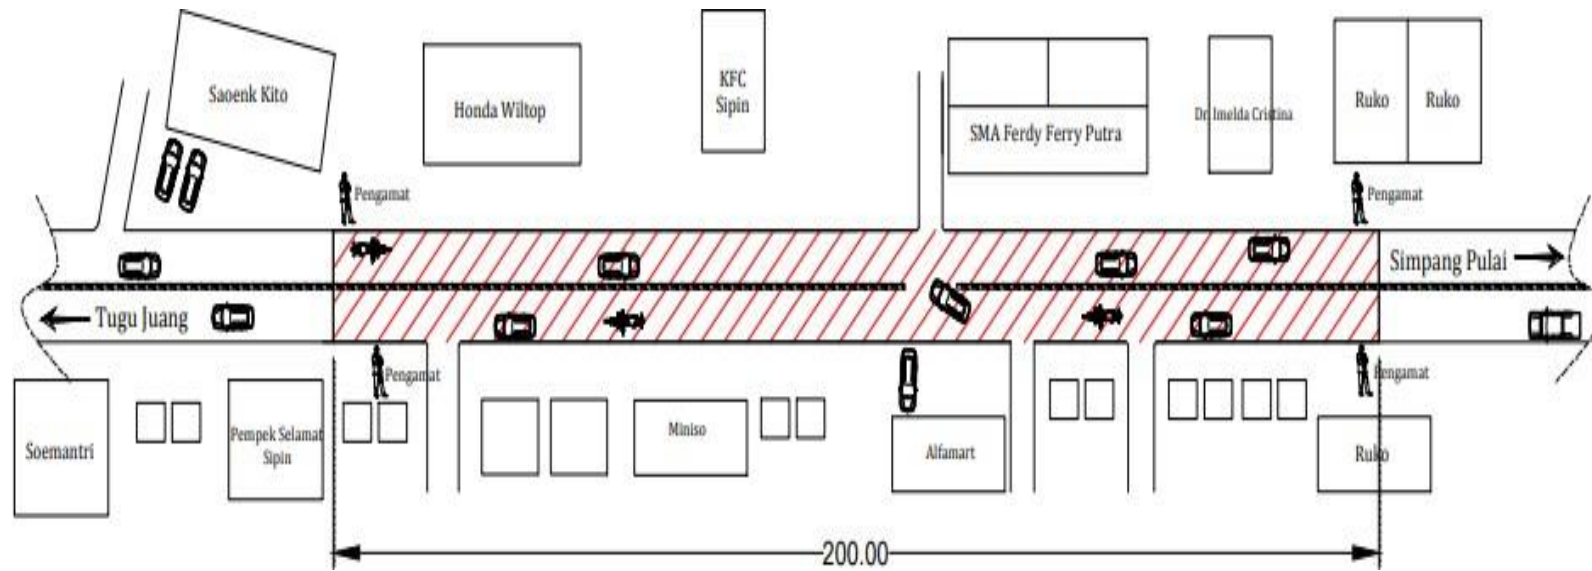 Saoenk Kito
Honda Wiltop
KFC
Sipin
SMA Ferdy Ferry Putra
Dr. Imelda Cristina
Ruko
Ruko
Pengamat
Pengamat
Simpang Pulai
Tugu Juang
Pengamat
Pengamat
Soemantri
Pempek Selamat
Sipin
Miniso
Alfamart
Ruko
200.00